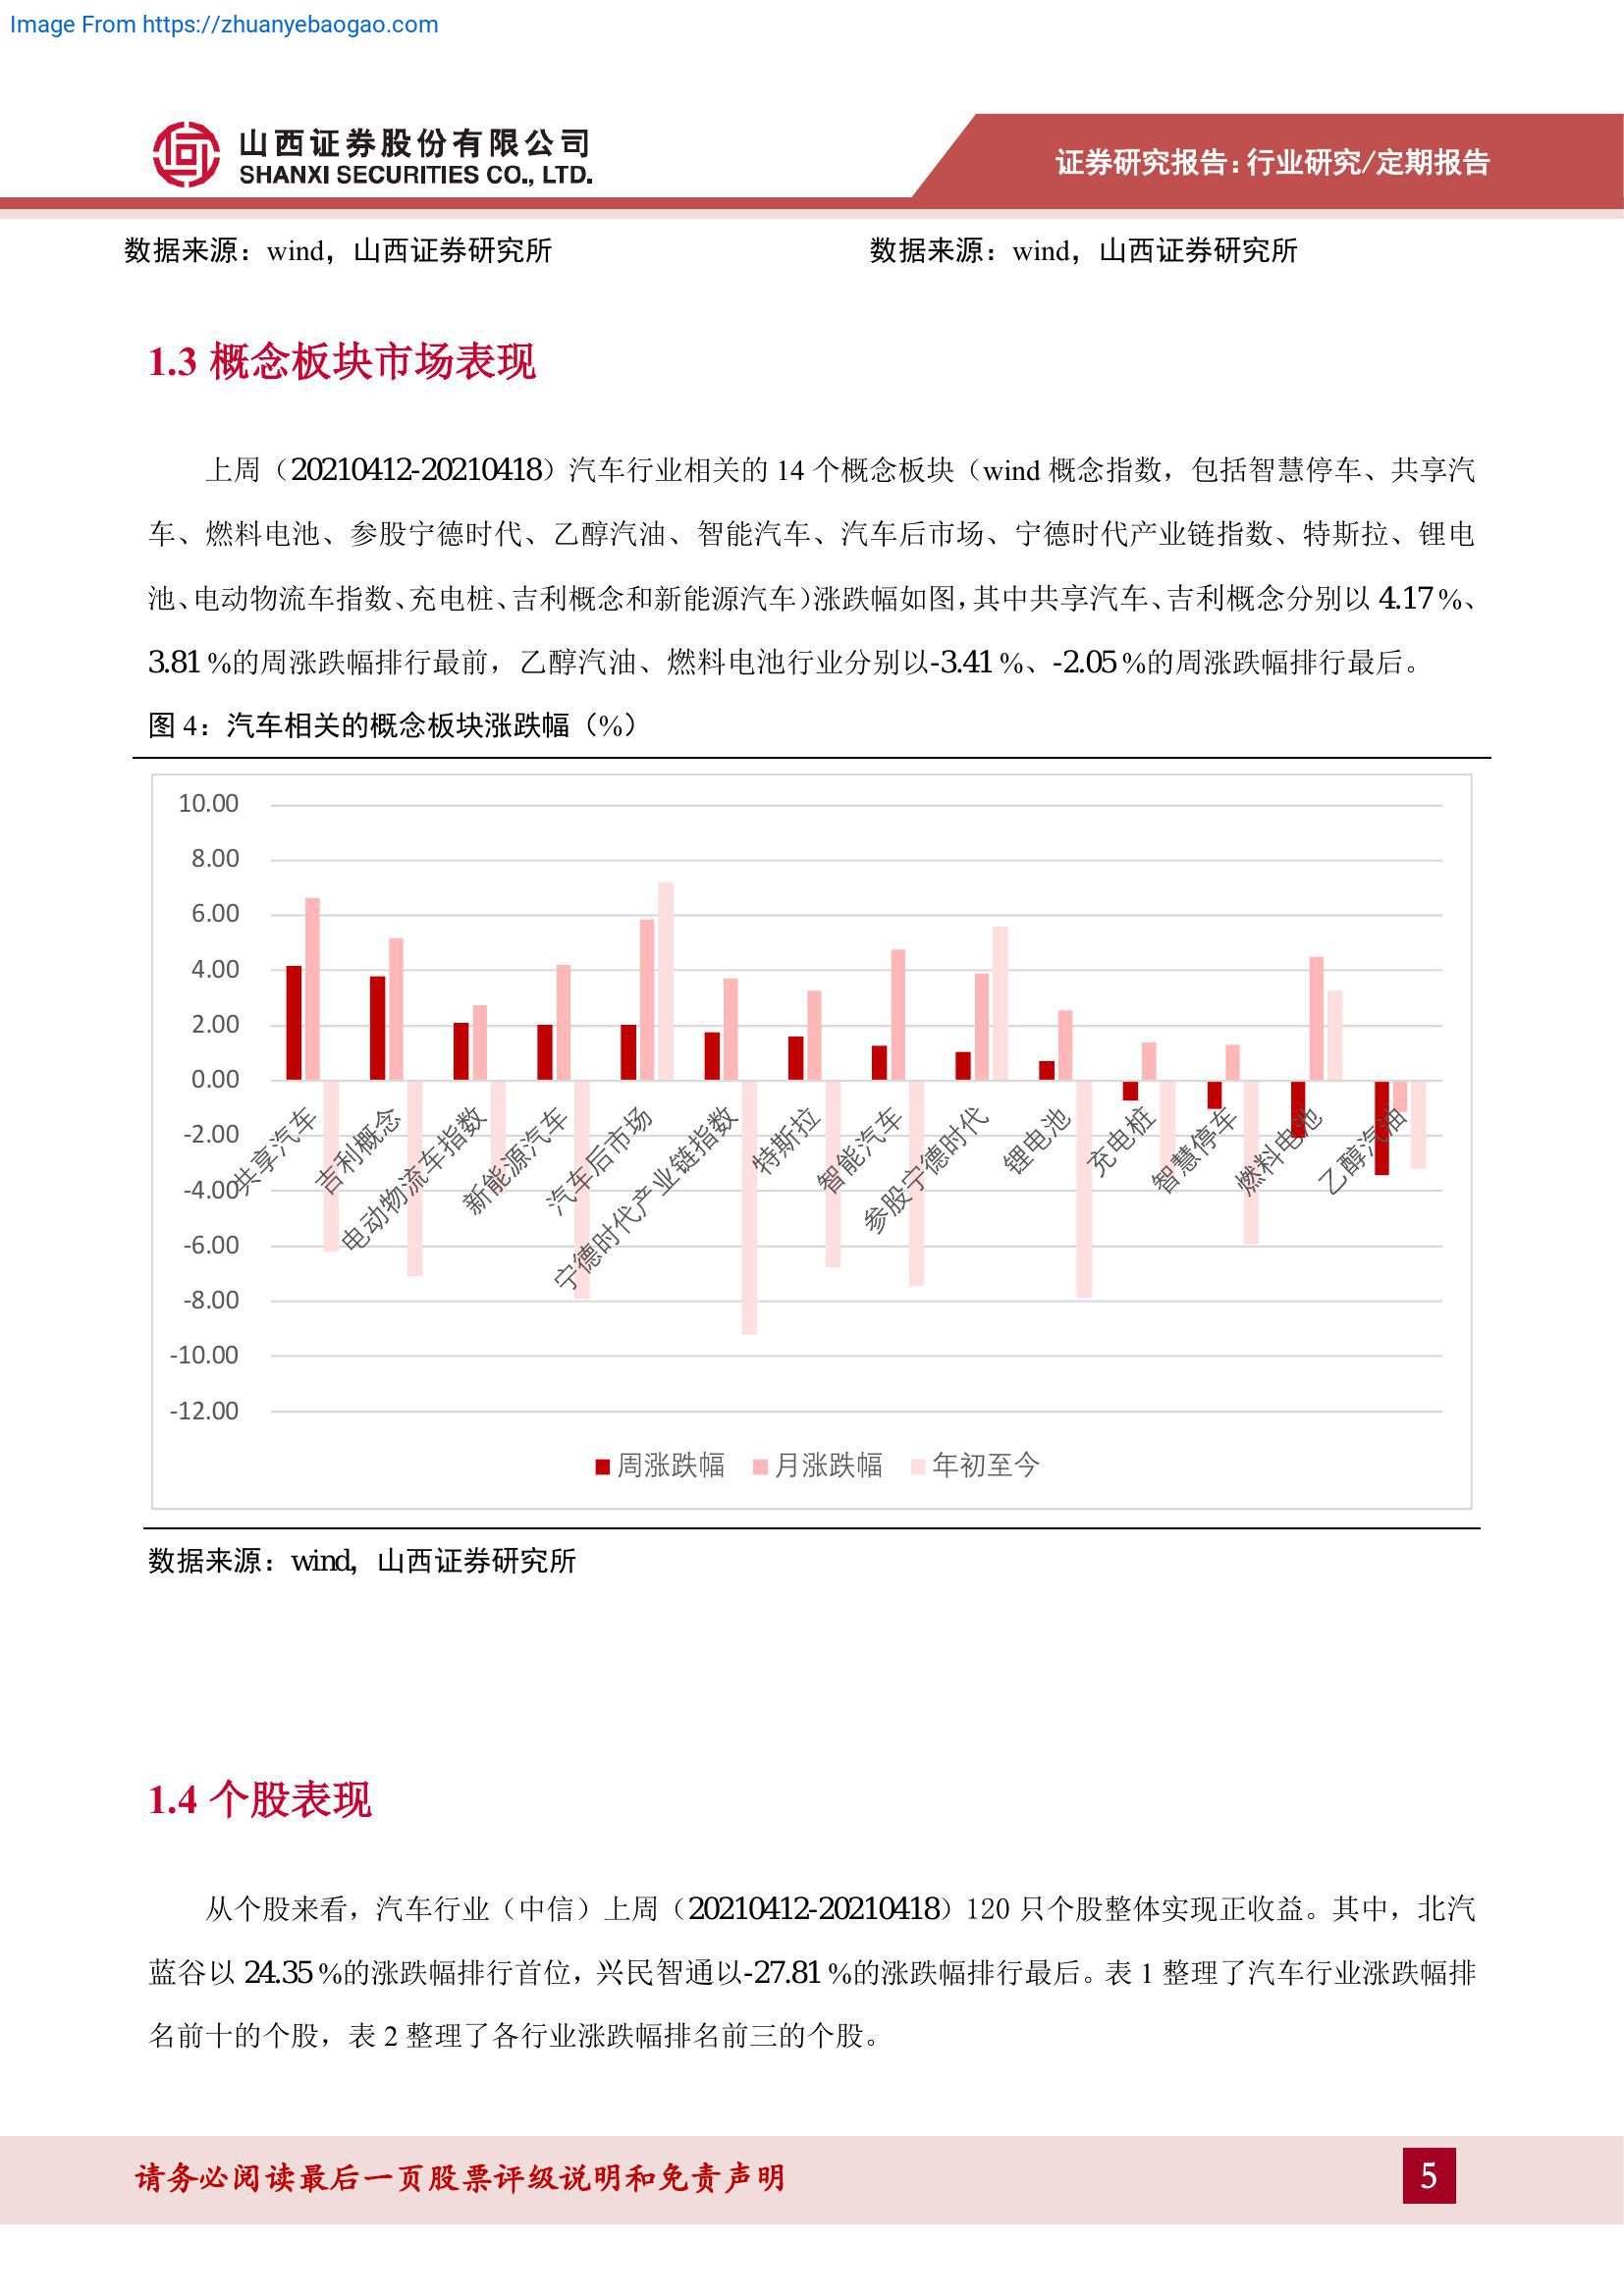 Image From https://zhuanyebaogao.com
山西证券股份有限公司
SHANXI SECURITIES CO., LTD.
证券研究报告:行业研究/定期报告
数据来源：wind，山西证券研究所
数据来源：wind，山西证券研究所
1.3 概念板块市场表现
上周（20210412-20210418）汽车行业相关的 14 个概念板块（wind 概念指数，包括智慧停车、共享汽
车、燃料电池、参股宁德时代、乙醇汽油、智能汽车、汽车后市场、宁德时代产业链指数、特斯拉、锂电
池、电动物流车指数、充电桩、吉利概念和新能源汽车）涨跌幅如图，其中共享汽车、吉利概念分别以 4.17 %、
3.81 %的周涨跌幅排行最前，乙醇汽油、燃料电池行业分别以-3.41 %、-2.05 %的周涨跌幅排行最后。
图 4：汽车相关的概念板块涨跌幅（%）
10.00
8.00
6.00
4.00
2.00
0.00
-2.00
-4.00
-6.00
-8.00
-10.00
-12.00
共享汽车
吉利概念
电动物流车指数
新能源汽车
汽车后市场
宁德时代产业链指数
特斯拉
智能汽车
参股宁德时代
锂电池
充电桩
智慧停车
燃料电池
乙醇汽油
周涨跌幅 月涨跌幅 年初至今
数据来源：wind，山西证券研究所
1.4 个股表现
从个股来看，汽车行业（中信）上周（20210412-20210418）120 只个股整体实现正收益。其中，北汽
蓝谷以 24.35 %的涨跌幅排行首位，兴民智通以-27.81 %的涨跌幅排行最后。表 1 整理了汽车行业涨跌幅排
名前十的个股，表 2 整理了各行业涨跌幅排名前三的个股。
请务必阅读最后一页股票评级说明和免责声明
5